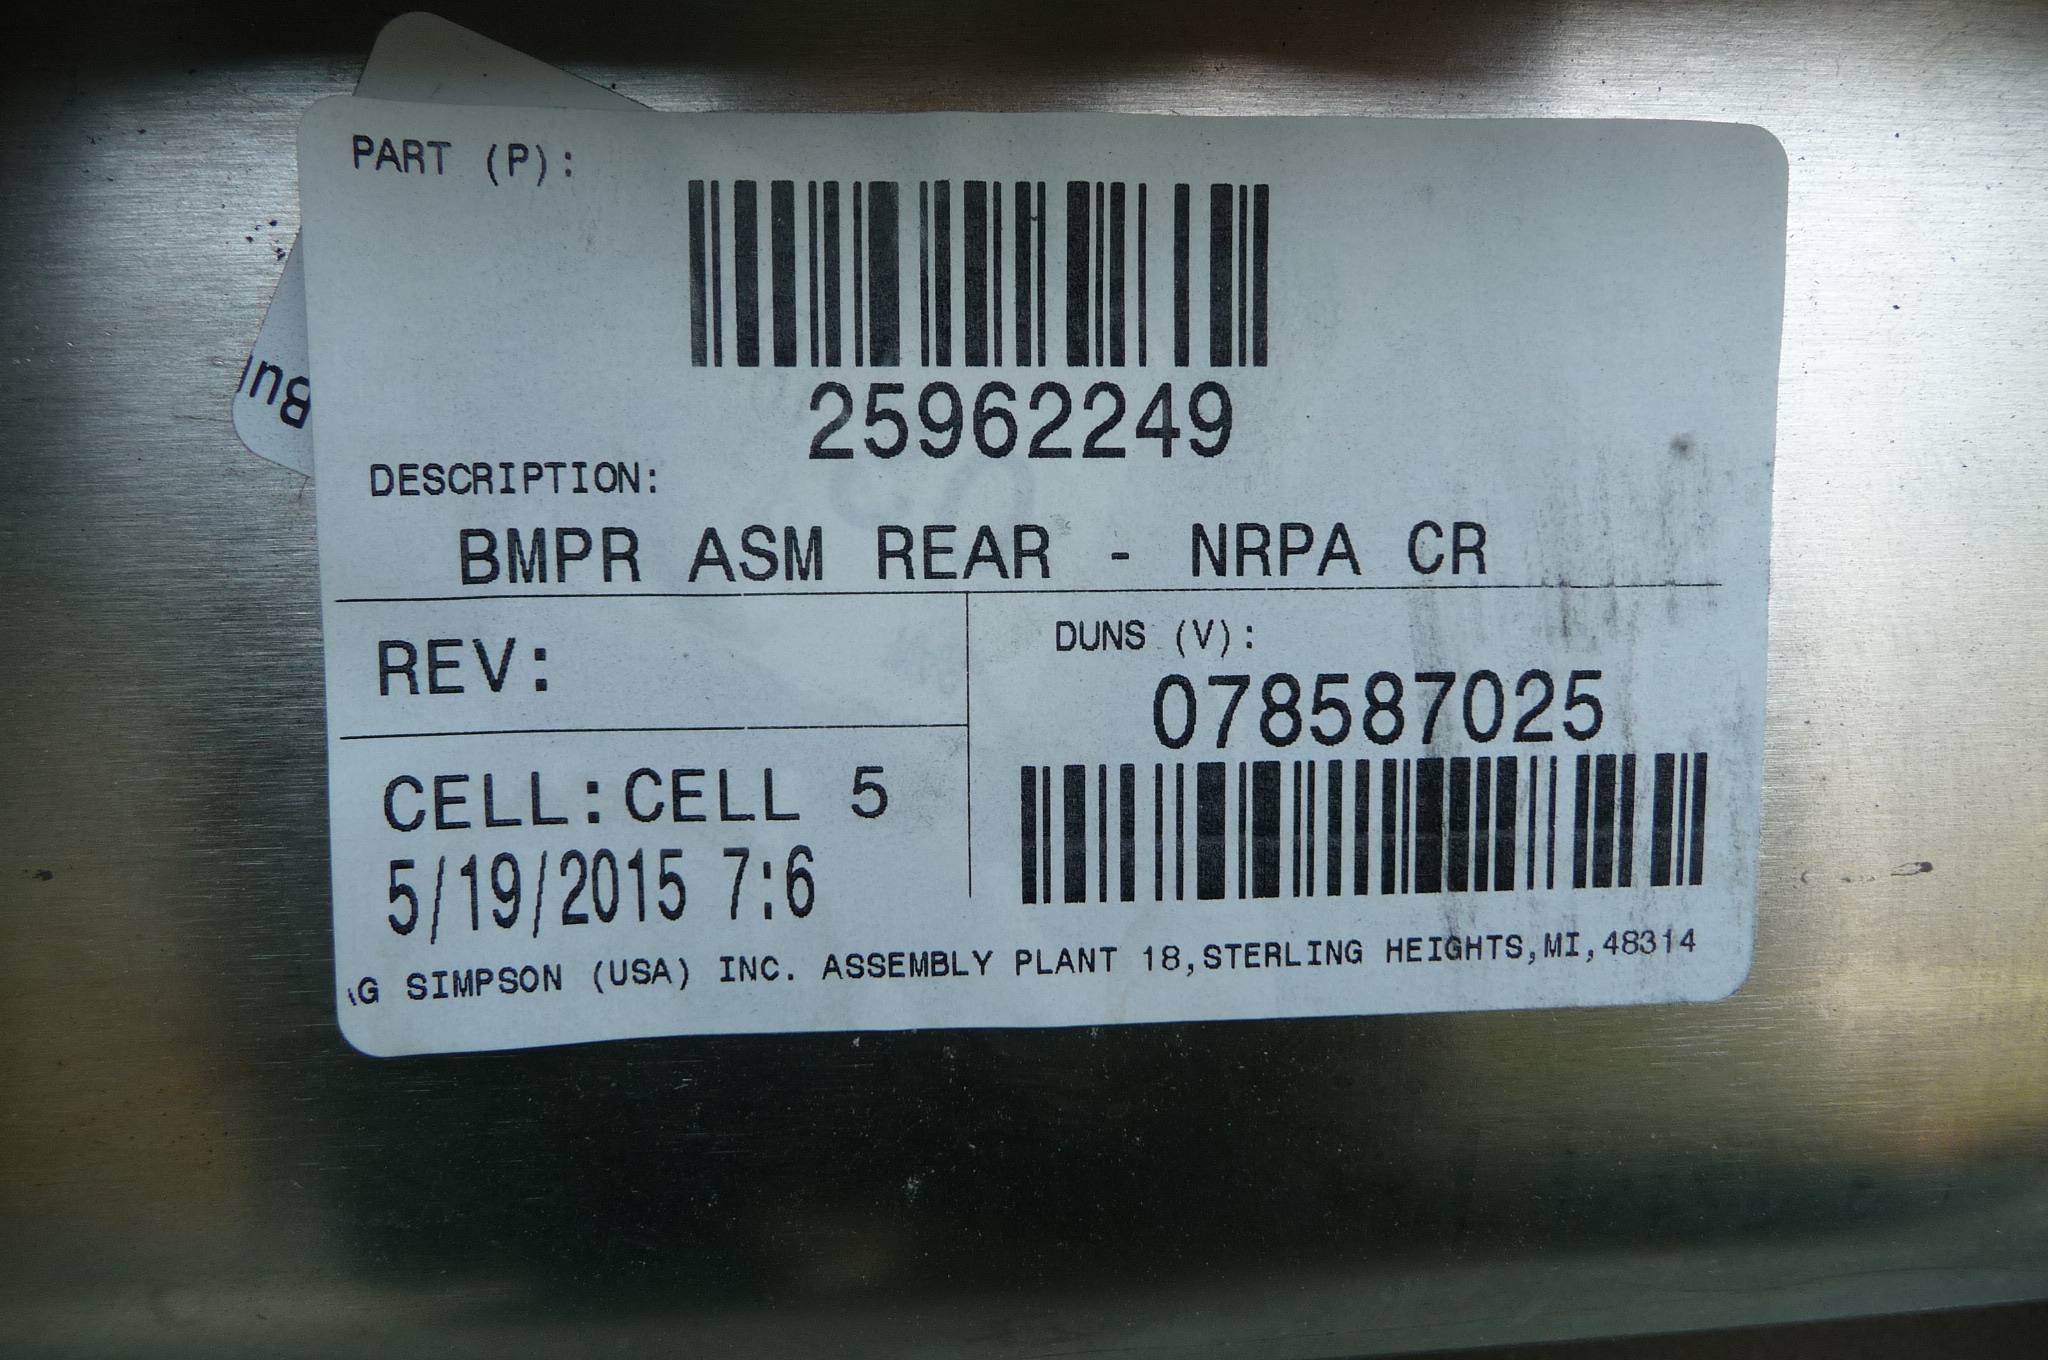 PART (P):
25962249
DESCRIPTION:
BMPR ASM REAR - NRPA CR
REV:
DUNS (V):
078587025
CELL:CELL 5
5/19/2015 7:6
G SIMPSON (USA) INC. ASSEMBLY PLANT 18,STERLING HEIGHTS,MI,48314
Bu